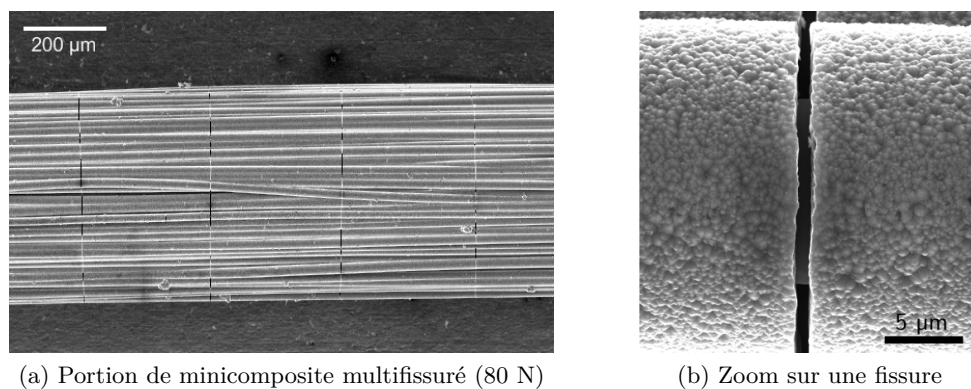 200 µm
5 µm
(a) Portion de minicomposite multifissuré (80 N)
(b) Zoom sur une fissure